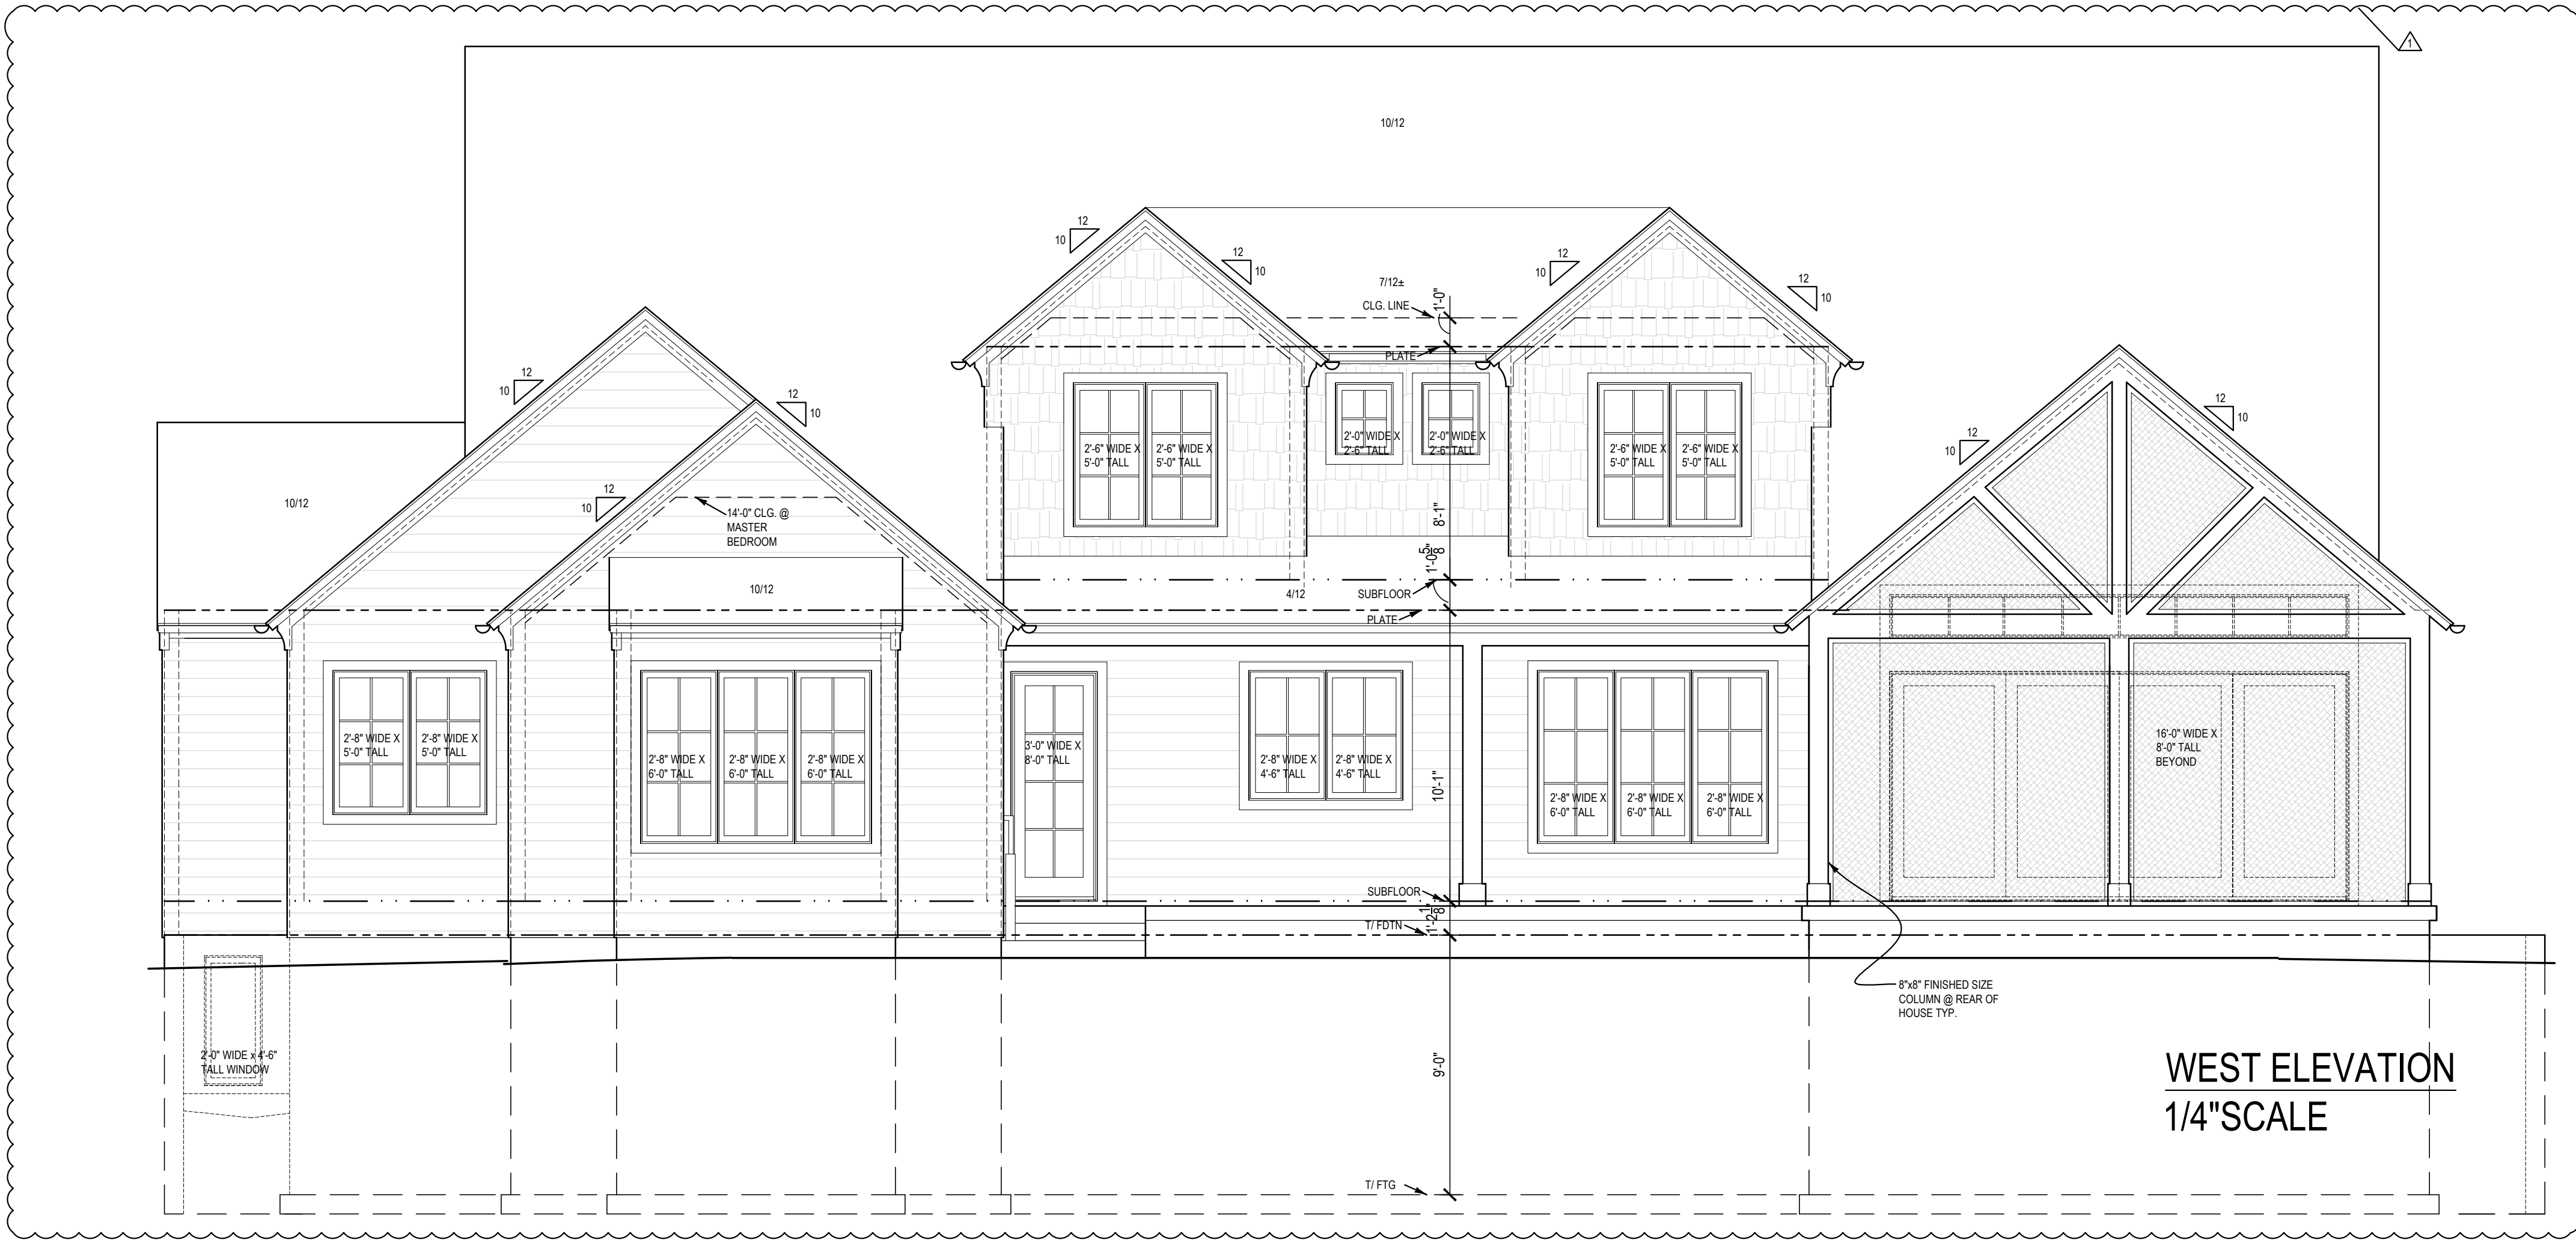 1
10/12
12
10
12
10
12
10
12
10
7/12±
CLG. LINE
1'-0"
PLATE
12
10
12
10
12
10
12
10
12
10
10/12
14'-0" CLG. @
MASTER
BEDROOM
10/12
2'-6" WIDE X
5'-0" TALL
2'-6" WIDE X
5'-0" TALL
2'-0" WIDE X
2'-6" TALL
2'-0" WIDE X
2'-6" TALL
2'-6" WIDE X
5'-0" TALL
2'-6" WIDE X
5'-0" TALL
8'-1"
1'-0 5/8"
4/12
SUBFLOOR
PLATE
2'-8" WIDE X
5'-0" TALL
2'-8" WIDE X
5'-0" TALL
2'-8" WIDE X
6'-0" TALL
2'-8" WIDE X
6'-0" TALL
2'-8" WIDE X
6'-0" TALL
3'-0" WIDE X
8'-0" TALL
2'-8" WIDE X
4'-6" TALL
2'-8" WIDE X
4'-6" TALL
10'-1"
2'-8" WIDE X
6'-0" TALL
2'-8" WIDE X
6'-0" TALL
2'-8" WIDE X
6'-0" TALL
16'-0" WIDE X
8'-0" TALL
BEYOND
SUBFLOOR
1'-2 1/8"
T/ FDTN
8"x8" FINISHED SIZE
COLUMN @ REAR OF
HOUSE TYP.
2'-0" WIDE x 4'-6"
TALL WINDOW
9'-0"
T/ FTG
WEST ELEVATION
1/4"SCALE